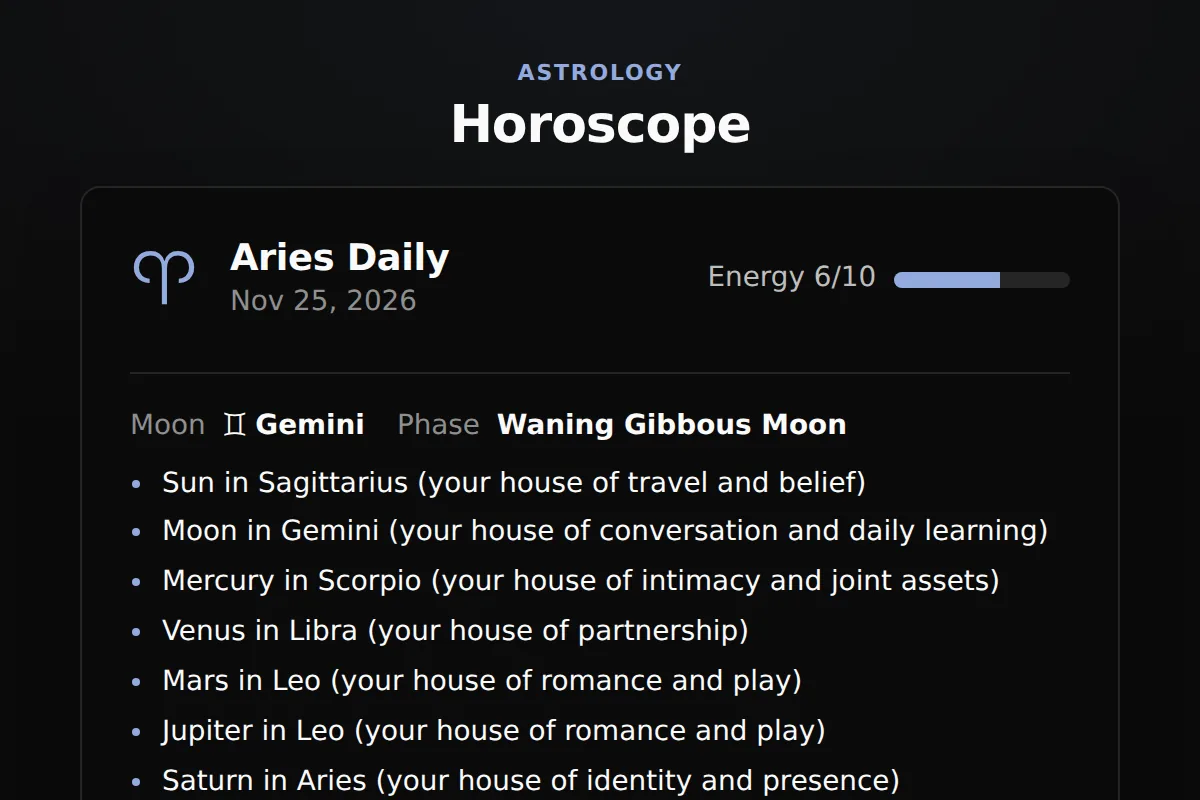 ASTROLOGY
Horoscope
Aries Daily
Nov 25, 2026
Energy 6/10
Moon ♊ Gemini Phase Waning Gibbous Moon
Sun in Sagittarius (your house of travel and belief)
Moon in Gemini (your house of conversation and daily learning)
Mercury in Scorpio (your house of intimacy and joint assets)
Venus in Libra (your house of partnership)
Mars in Leo (your house of romance and play)
Jupiter in Leo (your house of romance and play)
Saturn in Aries (your house of identity and presence)